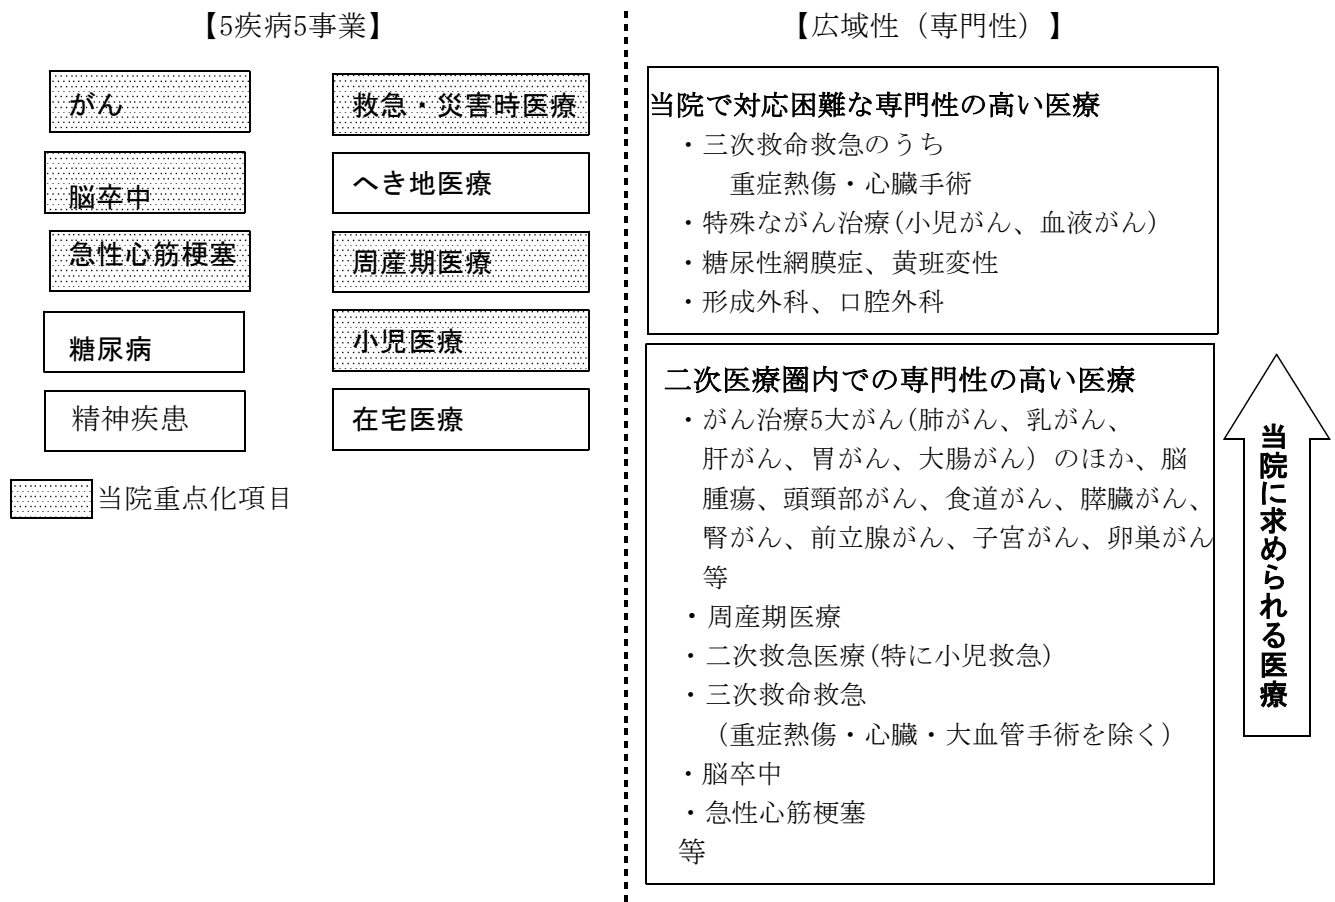 【5疾病5事業】
がん
脳卒中
急性心筋梗塞
糖尿病
精神疾患
救急・災害時医療
へき地医療
周産期医療
小児医療
在宅医療
当院重点化項目
【広域性（専門性）】
当院で対応困難な専門性の高い医療
・三次救命救急のうち
重症熱傷・心臓手術
・特殊ながん治療(小児がん、血液がん)
・糖尿性網膜症、黄斑変性
・形成外科、口腔外科
二次医療圏内での専門性の高い医療
・がん治療5大がん(肺がん、乳がん、
肝がん、胃がん、大腸がん）のほか、脳
腫瘍、頭頸部がん、食道がん、膵臓がん、
腎がん、前立腺がん、子宮がん、卵巣がん
等
・周産期医療
・二次救急医療(特に小児救急)
・三次救命救急
（重症熱傷・心臓・大血管手術を除く）
・脳卒中
・急性心筋梗塞
等
当院に求められる医療